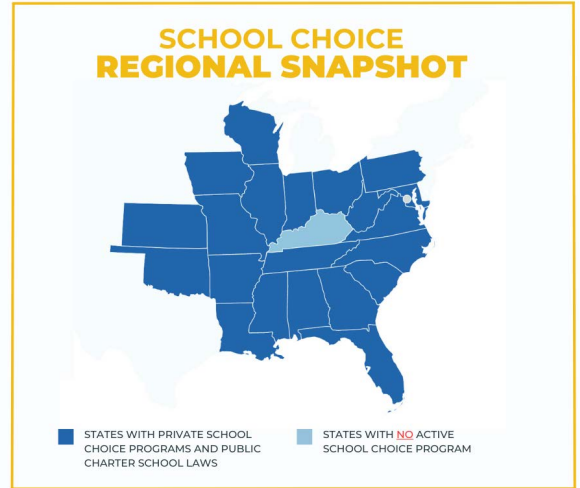 SCHOOL CHOICE
REGIONAL SNAPSHOT
STATES WITH PRIVATE SCHOOL
CHOICE PROGRAMS AND PUBLIC
CHARTER SCHOOL LAWS
STATES WITH NO ACTIVE
SCHOOL CHOICE PROGRAM